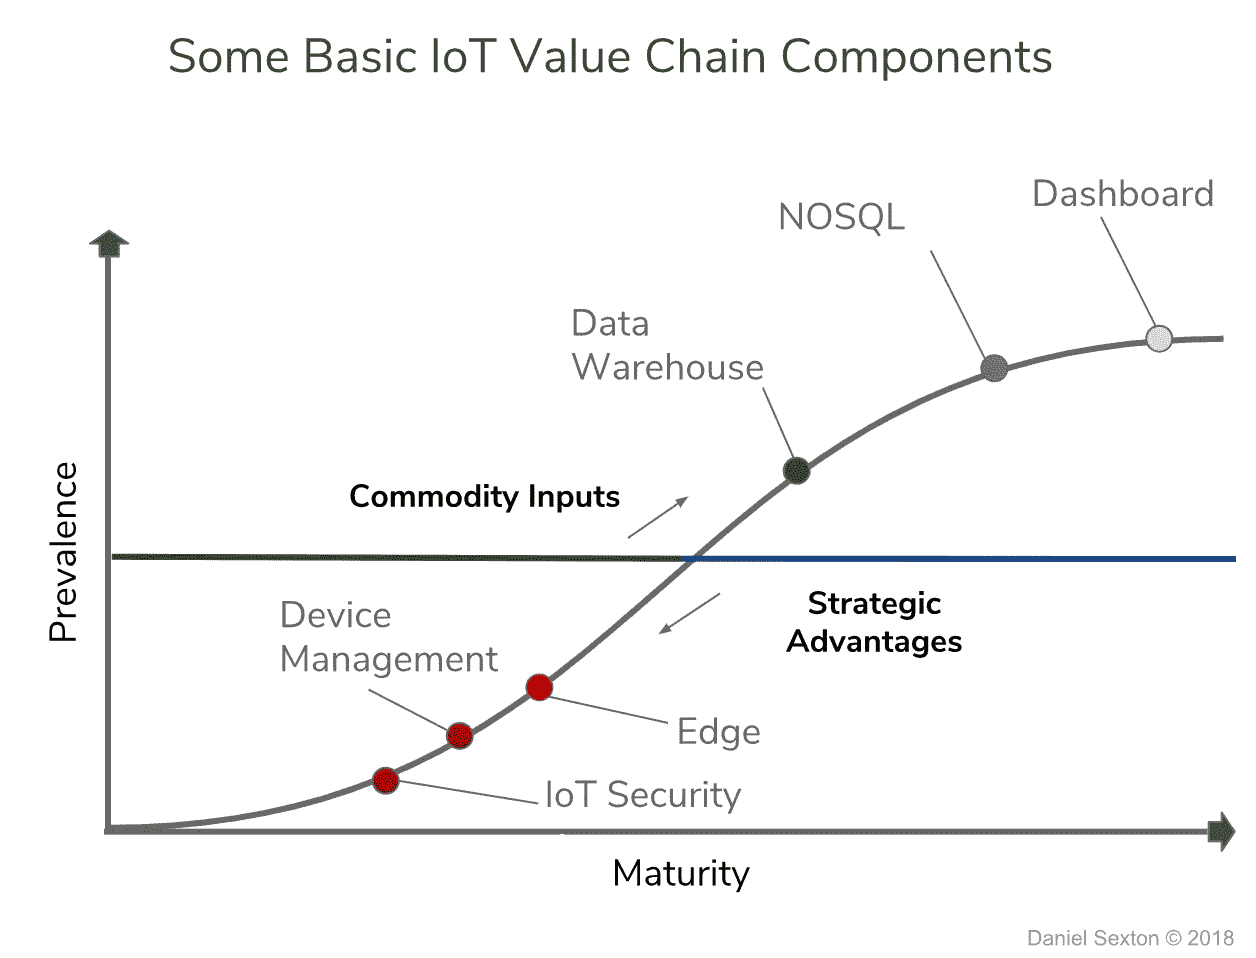 Some Basic IoT Value Chain Components
Dashboard
NOSQL
Data
Warehouse
Commodity Inputs
Prevalence
Strategic
Advantages
Device
Management
Edge
IoT Security
Maturity
Daniel Sexton © 2018